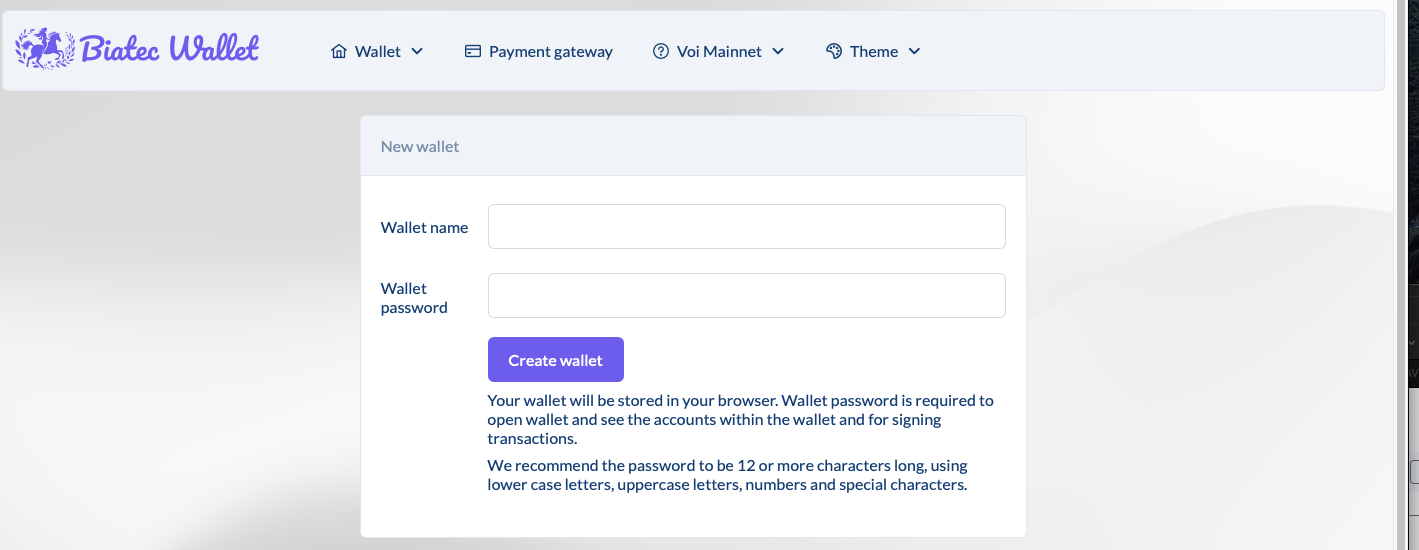 Biatec Wallet
Wallet
Payment gateway
Voi Mainnet
Theme
New wallet
Wallet name
Wallet
password
Create wallet
Your wallet will be stored in your browser. Wallet password is required to
open wallet and see the accounts within the wallet and for signing
transactions.
We recommend the password to be 12 or more characters long, using
lower case letters, uppercase letters, numbers and special characters.